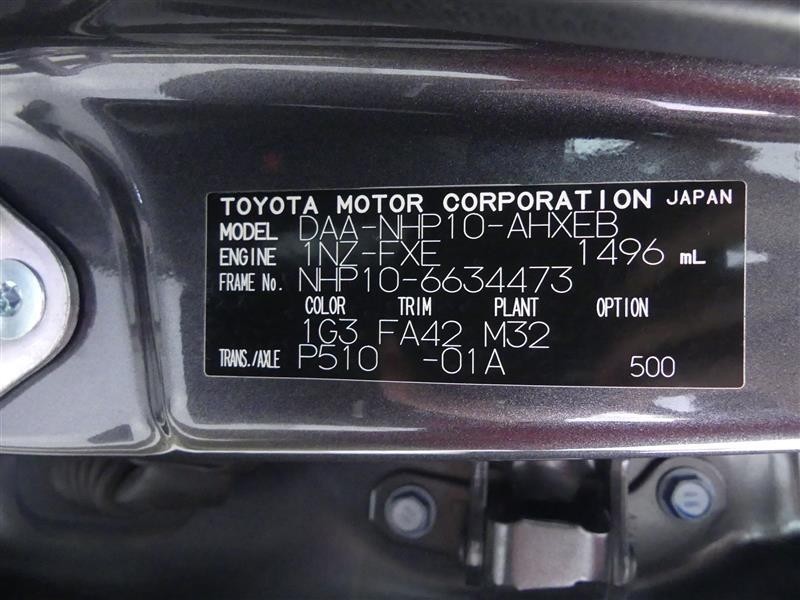 TOYOTA MOTOR CORPORATION JAPAN
MODEL DAA-NHP10-AHXEB
ENGINE 1NZ-FXE 1496 mL
FRAME No. NHP10-6634473
COLOR TRIM PLANT OPTION
1G3 FA42 M32
TRANS./AXLE P510 -01A 500